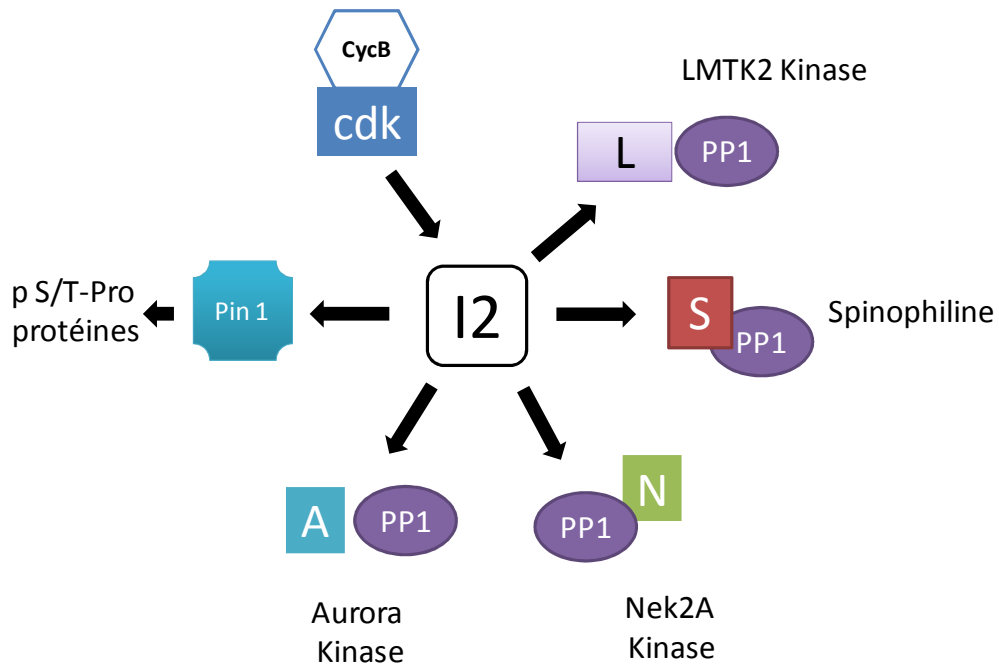 CycB
cdk
LMTK2 Kinase
L
PP1
p S/T-Pro
protéines
Pin 1
I2
S
PP1
Spinophiline
A
PP1
Aurora
Kinase
PP1
N
Nek2A
Kinase